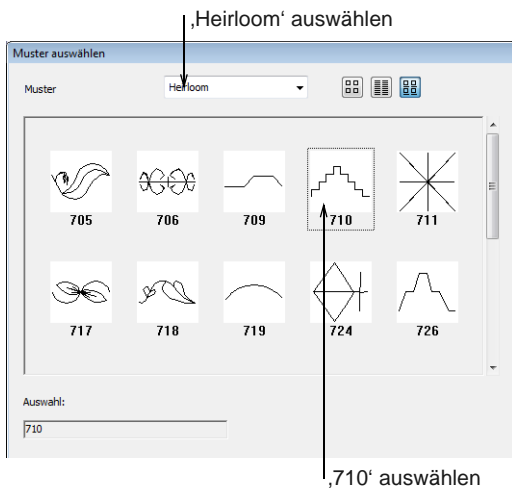 ‚Heirloom‘ auswählen
Muster auswählen
Muster Heirloom
705 706 709 710 711
717 718 719 724 726
Auswahl:
710
‚710‘ auswählen